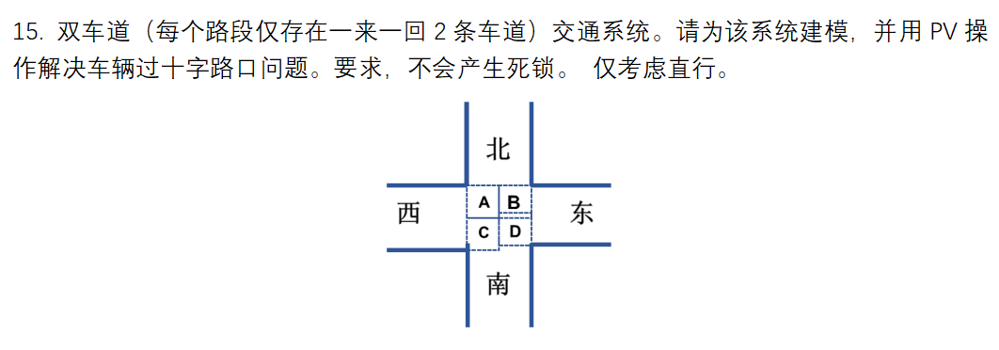 15. 双车道（每个路段仅存在一来一回 2 条车道）交通系统。请为该系统建模，并用 PV 操
作解决车辆过十字路口问题。要求，不会产生死锁。 仅考虑直行。
北
A B
西 东
C D
南